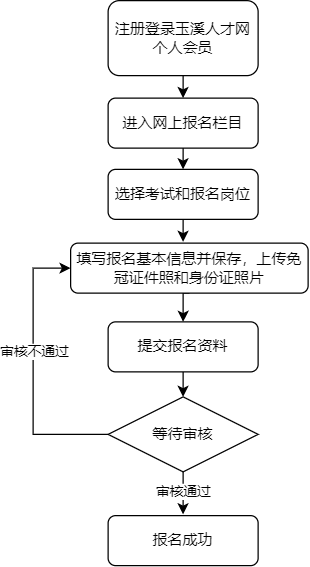 注册登录玉溪人才网
个人会员
进入网上报名栏目
选择考试和报名岗位
填写报名基本信息并保存，上传免
冠证件照和身份证照片
提交报名资料
审核不通过
等待审核
审核通过
报名成功